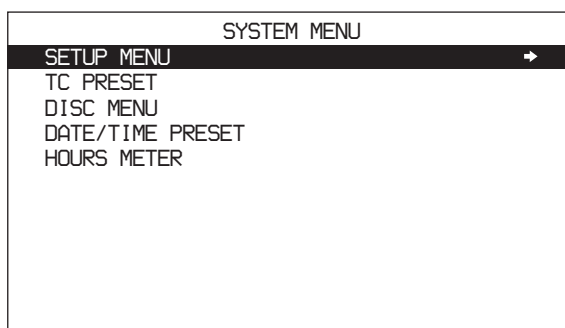 SYSTEM MENU
SETUP MENU
TC PRESET
DISC MENU
DATE/TIME PRESET
HOURS METER